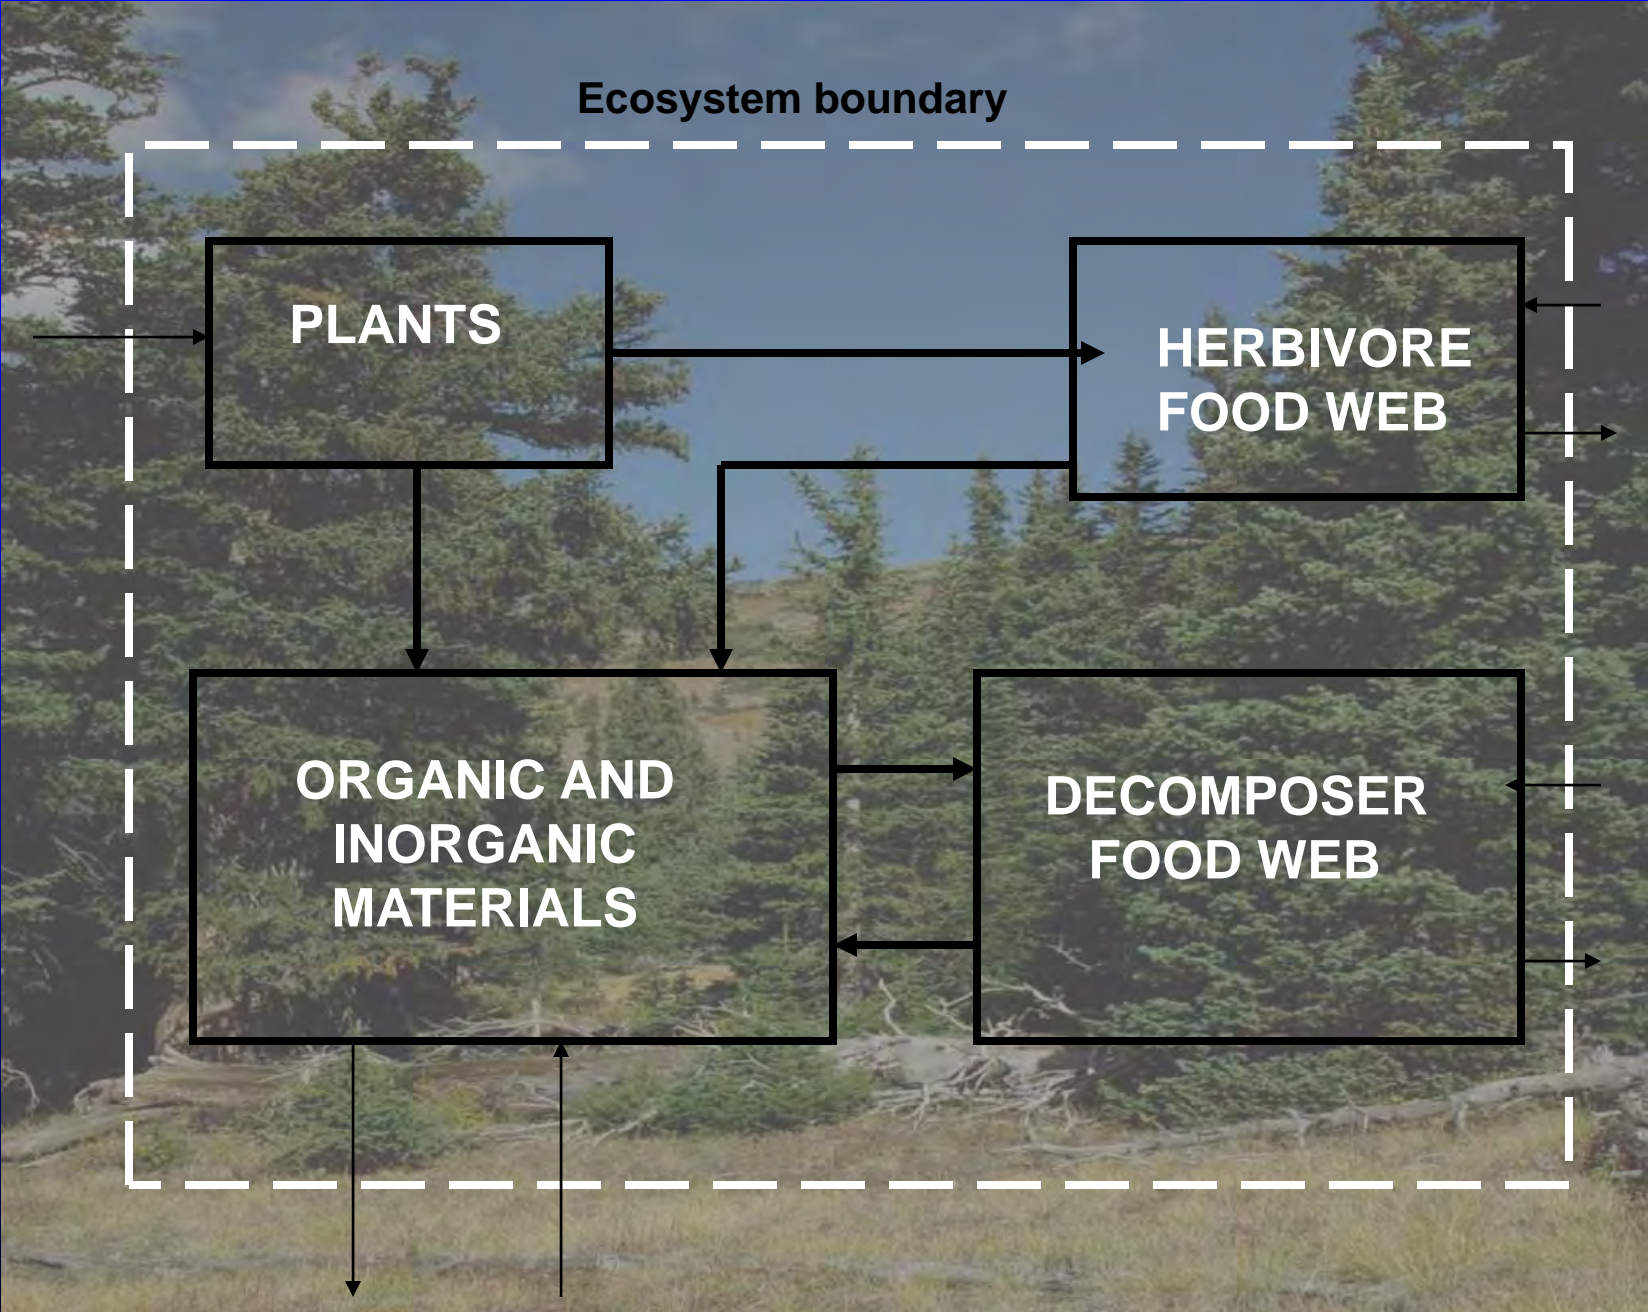 Ecosystem boundary
PLANTS
HERBIVORE
FOOD WEB
ORGANIC AND
INORGANIC
MATERIALS
DECOMPOSER
FOOD WEB